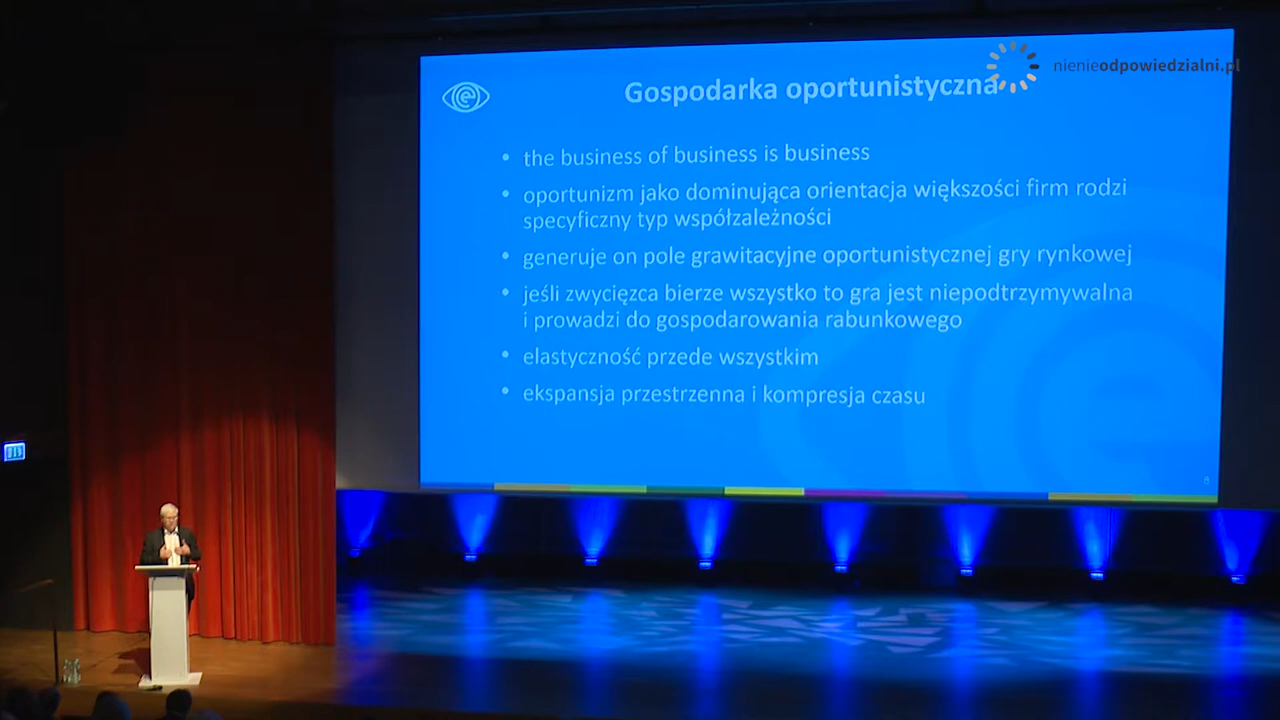 nienieodpowiedzialni.pl
Gospodarka oportunistyczna
• the business of business is business
• oportunizm jako dominująca orientacja większości firm rodzi
specyficzny typ współzależności
• generuje on pole grawitacyjne oportunistycznej gry rynkowej
• jeśli zwycięzca bierze wszystko to gra jest niepodtrzymywalna
i prowadzi do gospodarowania rabunkowego
• elastyczność przede wszystkim
• ekspansja przestrzenna i kompresja czasu
8